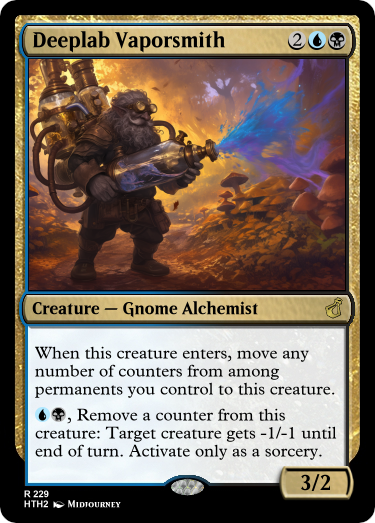 Deeplab Vaporsmith 2
Creature — Gnome Alchemist
When this creature enters, move any
number of counters from among
permanents you control to this creature.
, Remove a counter from this
creature: Target creature gets -1/-1 until
end of turn. Activate only as a sorcery.
3/2
R 229
HTH2 Midjourney